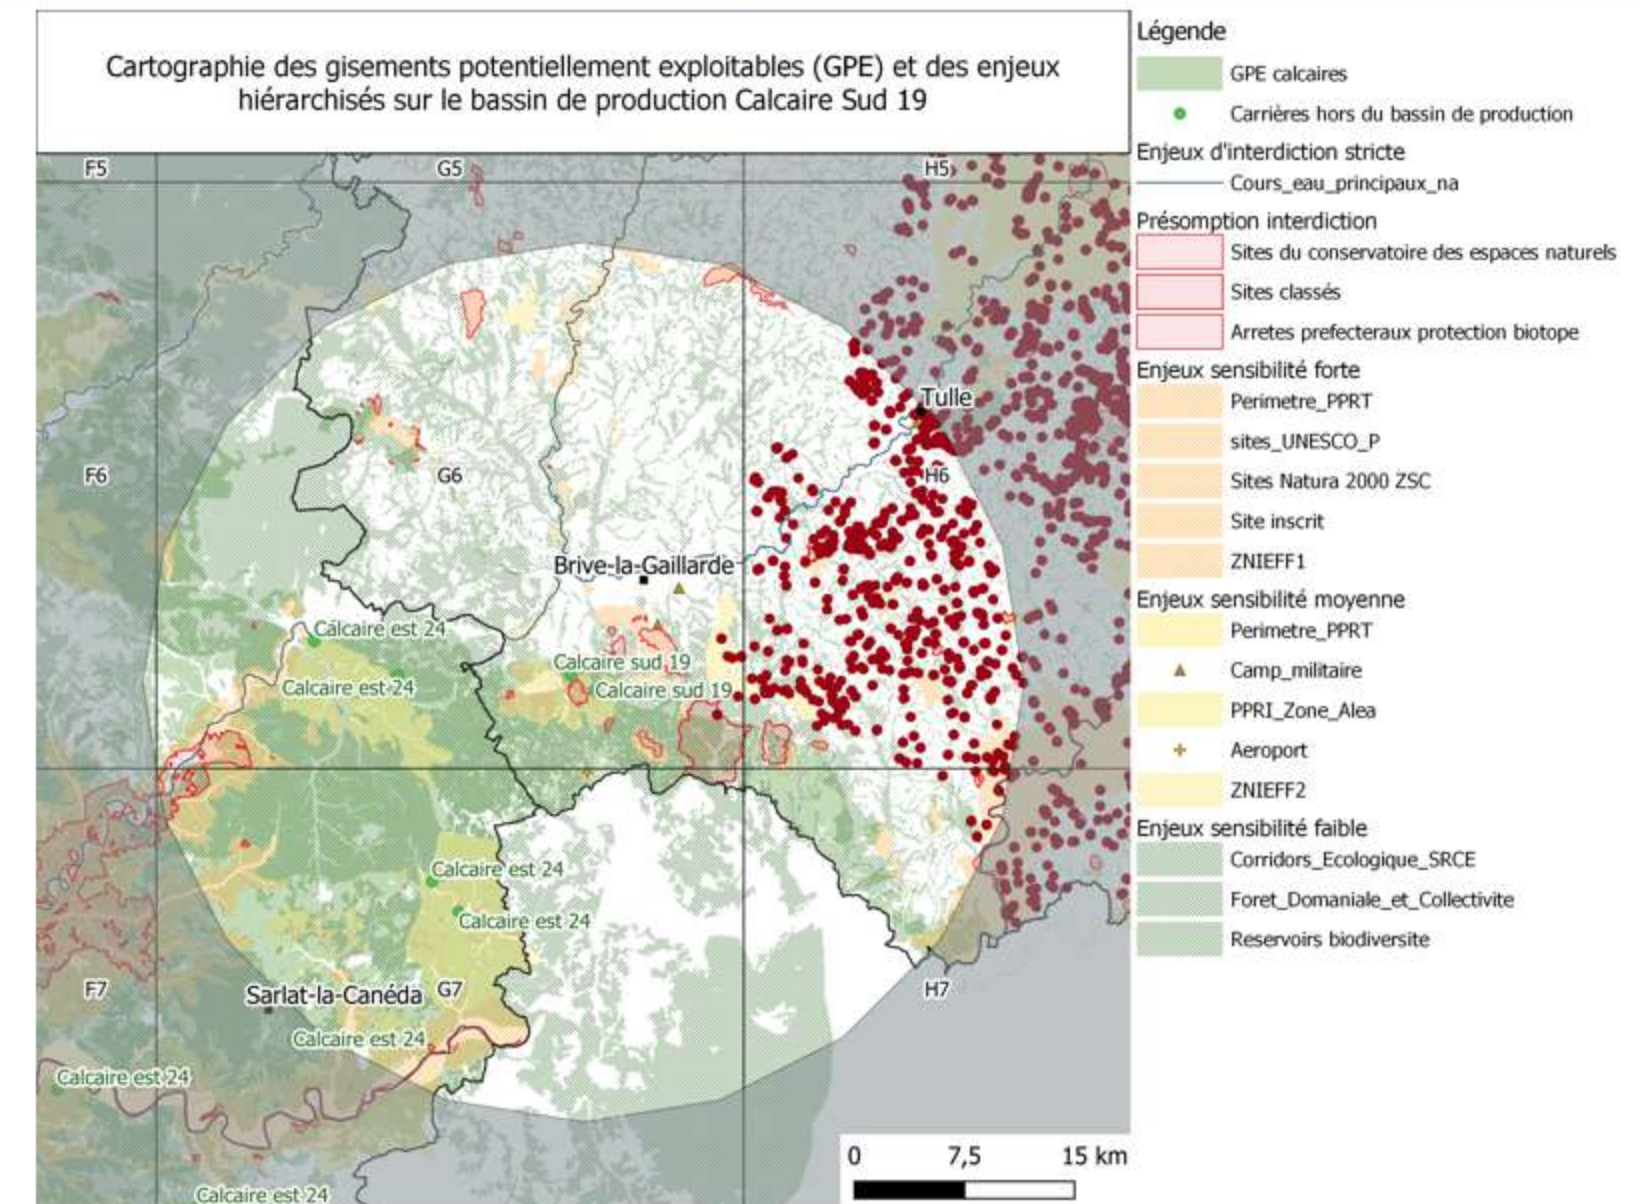 Cartographie des gisements potentiellement exploitables (GPE) et des enjeux
hiérarchisés sur le bassin de production Calcaire Sud 19
F5
G5
H5
Tulle
F6
G6
H6
Brive-la-Gaillarde
Calcaire est 24
Calcaire sud 19
Calcaire est 24
Calcaire sud 19
Calcaire est 24
Calcaire est 24
F7
Sarlat-la-Canéda
G7
H7
Calcaire est 24
Calcaire est 24
Calcaire est 24
0 7,5 15 km
Légende
GPE calcaires
Carrières hors du bassin de production
Enjeux d'interdiction stricte
Cours_eau_principaux_na
Présomption interdiction
Sites du conservatoire des espaces naturels
Sites classés
Arretes prefecteraux protection biotope
Enjeux sensibilité forte
Perimetre_PPRT
sites_UNESCO_P
Sites Natura 2000 ZSC
Site inscrit
ZNIEFF1
Enjeux sensibilité moyenne
Perimetre_PPRT
Camp_militaire
PPRI_Zone_Alea
Aeroport
ZNIEFF2
Enjeux sensibilité faible
Corridors_Ecologique_SRCE
Foret_Domaniale_et_Collectivite
Reservoirs biodiversite